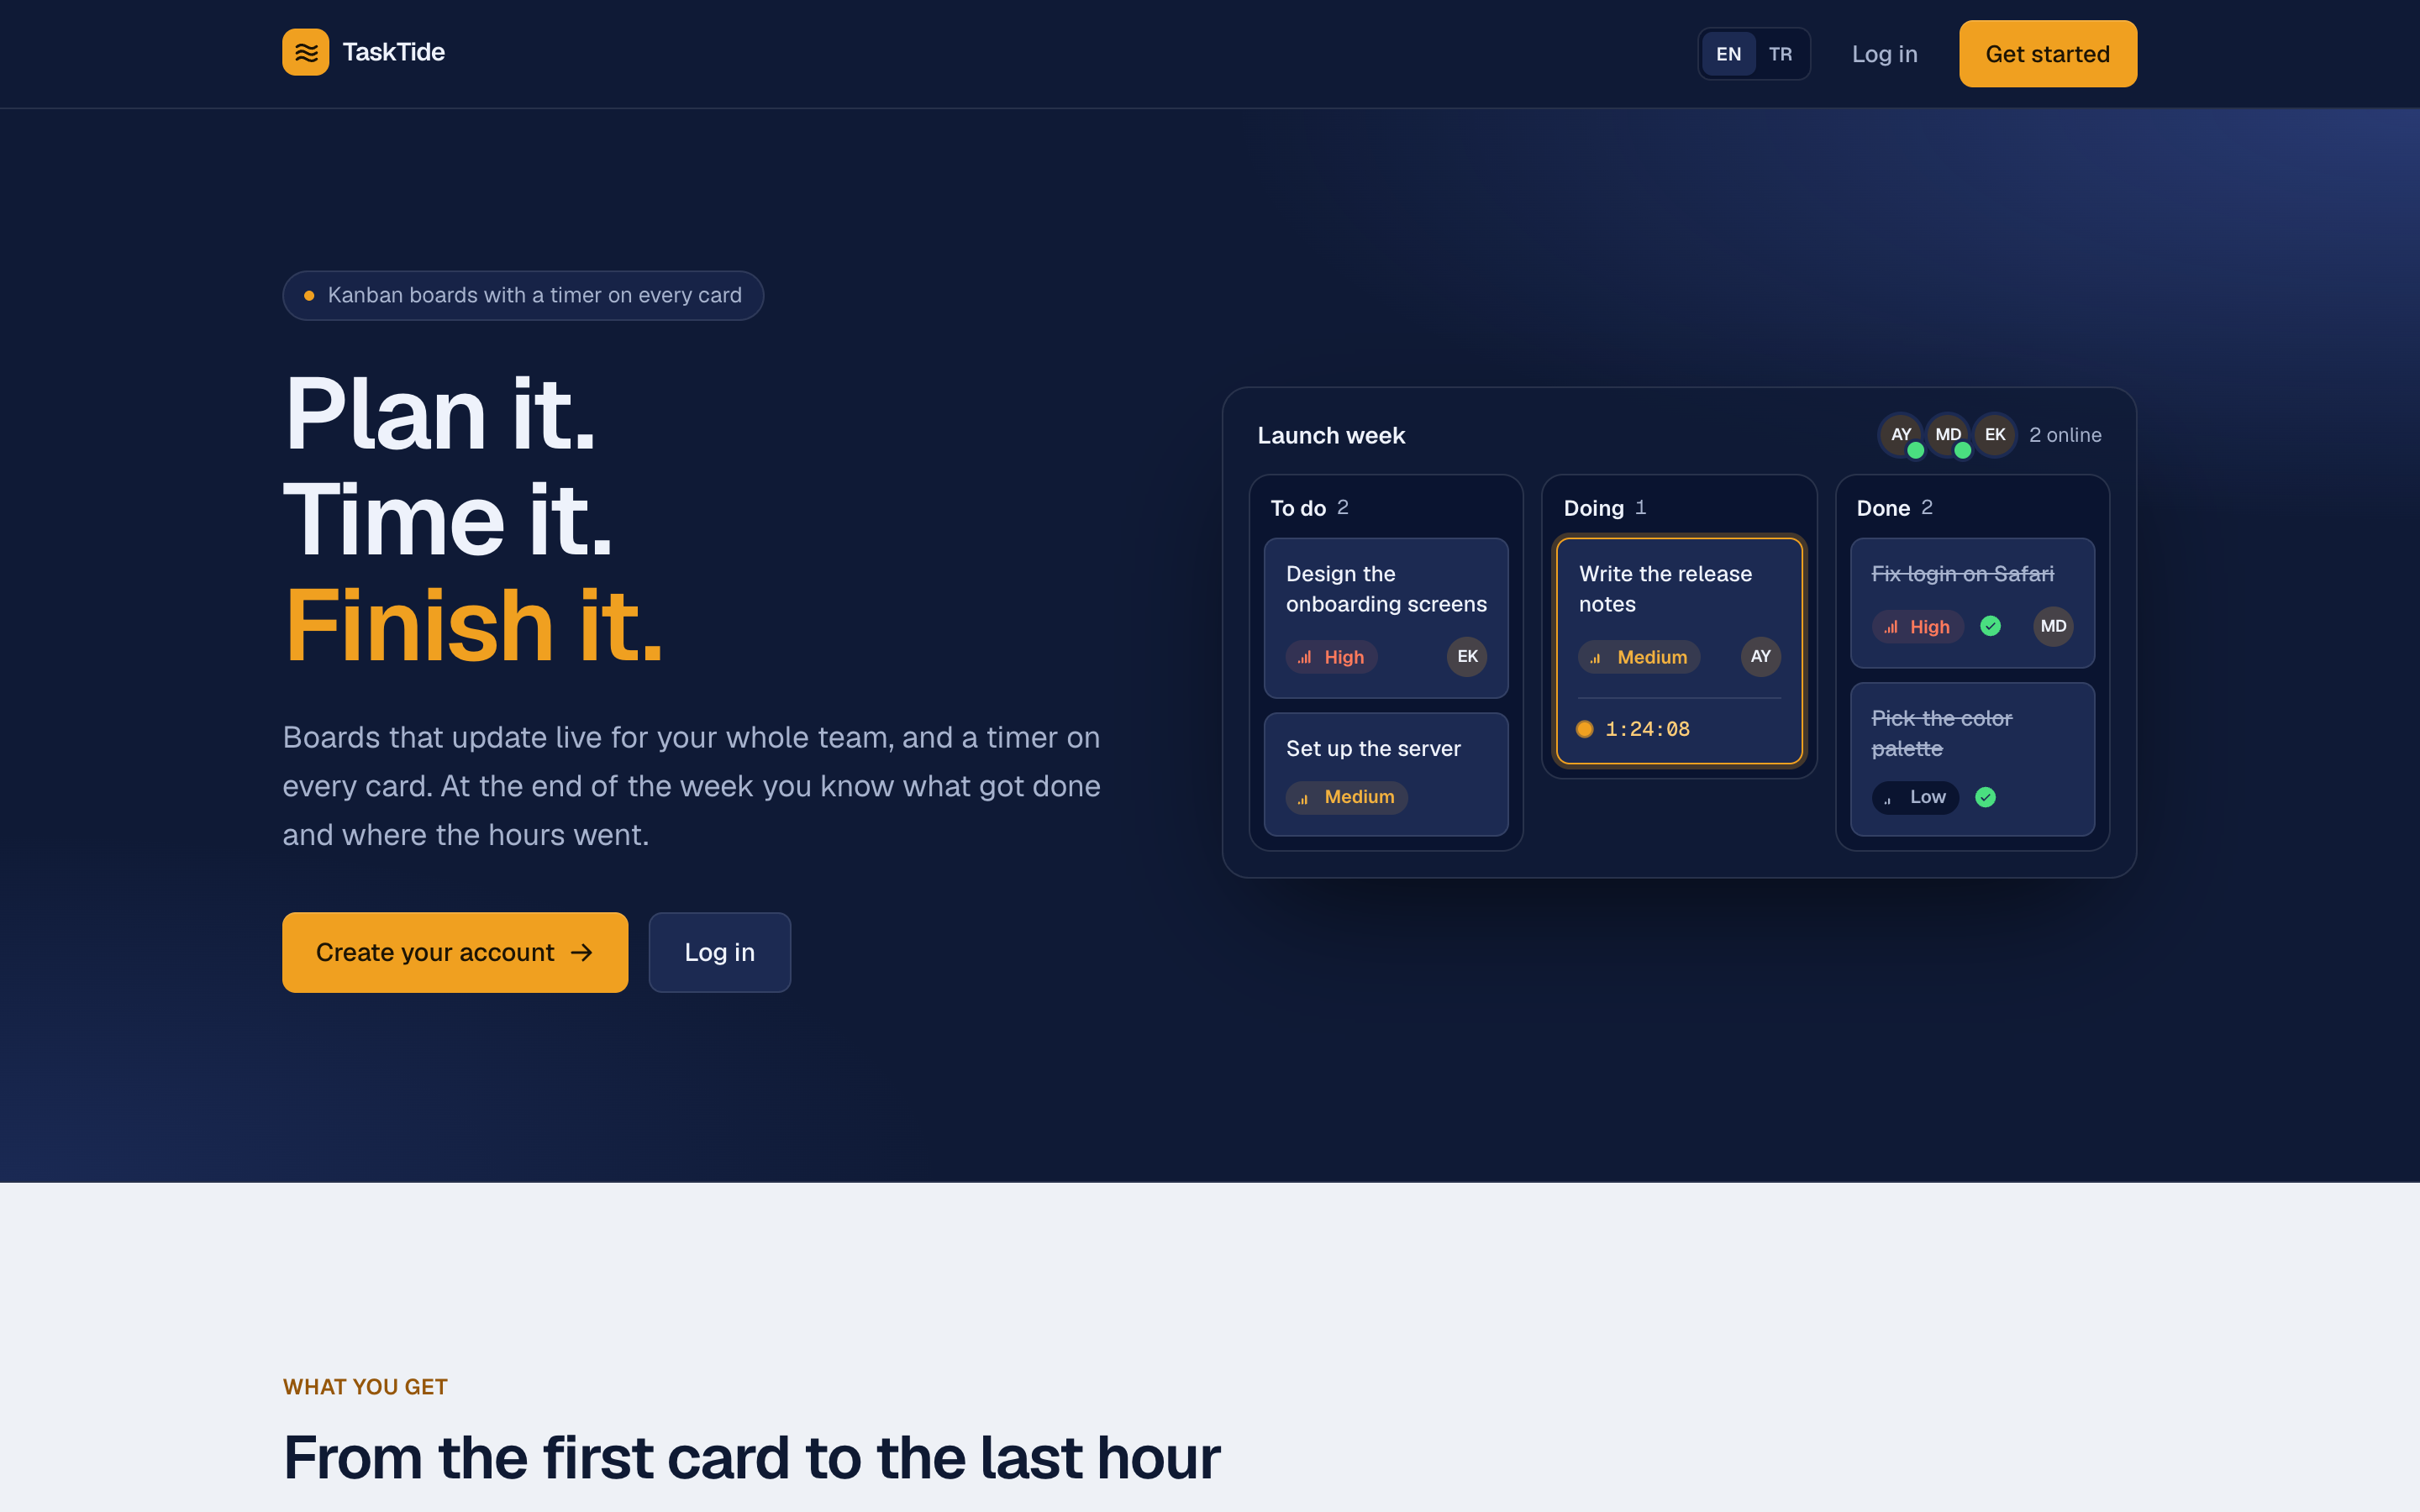 TaskTide
EN TR
Log in
Get started
Kanban boards with a timer on every card
Plan it.
Time it.
Finish it.
Boards that update live for your whole team, and a timer on
every card. At the end of the week you know what got done
and where the hours went.
Create your account →
Log in
Launch week
AY MD EK 2 online
To do 2
Design the
onboarding screens
High EK
Set up the server
Medium
Doing 1
Write the release
notes
Medium AY
1:24:08
Done 2
Fix login on Safari
High MD
Pick the color
palette
Low
WHAT YOU GET
From the first card to the last hour